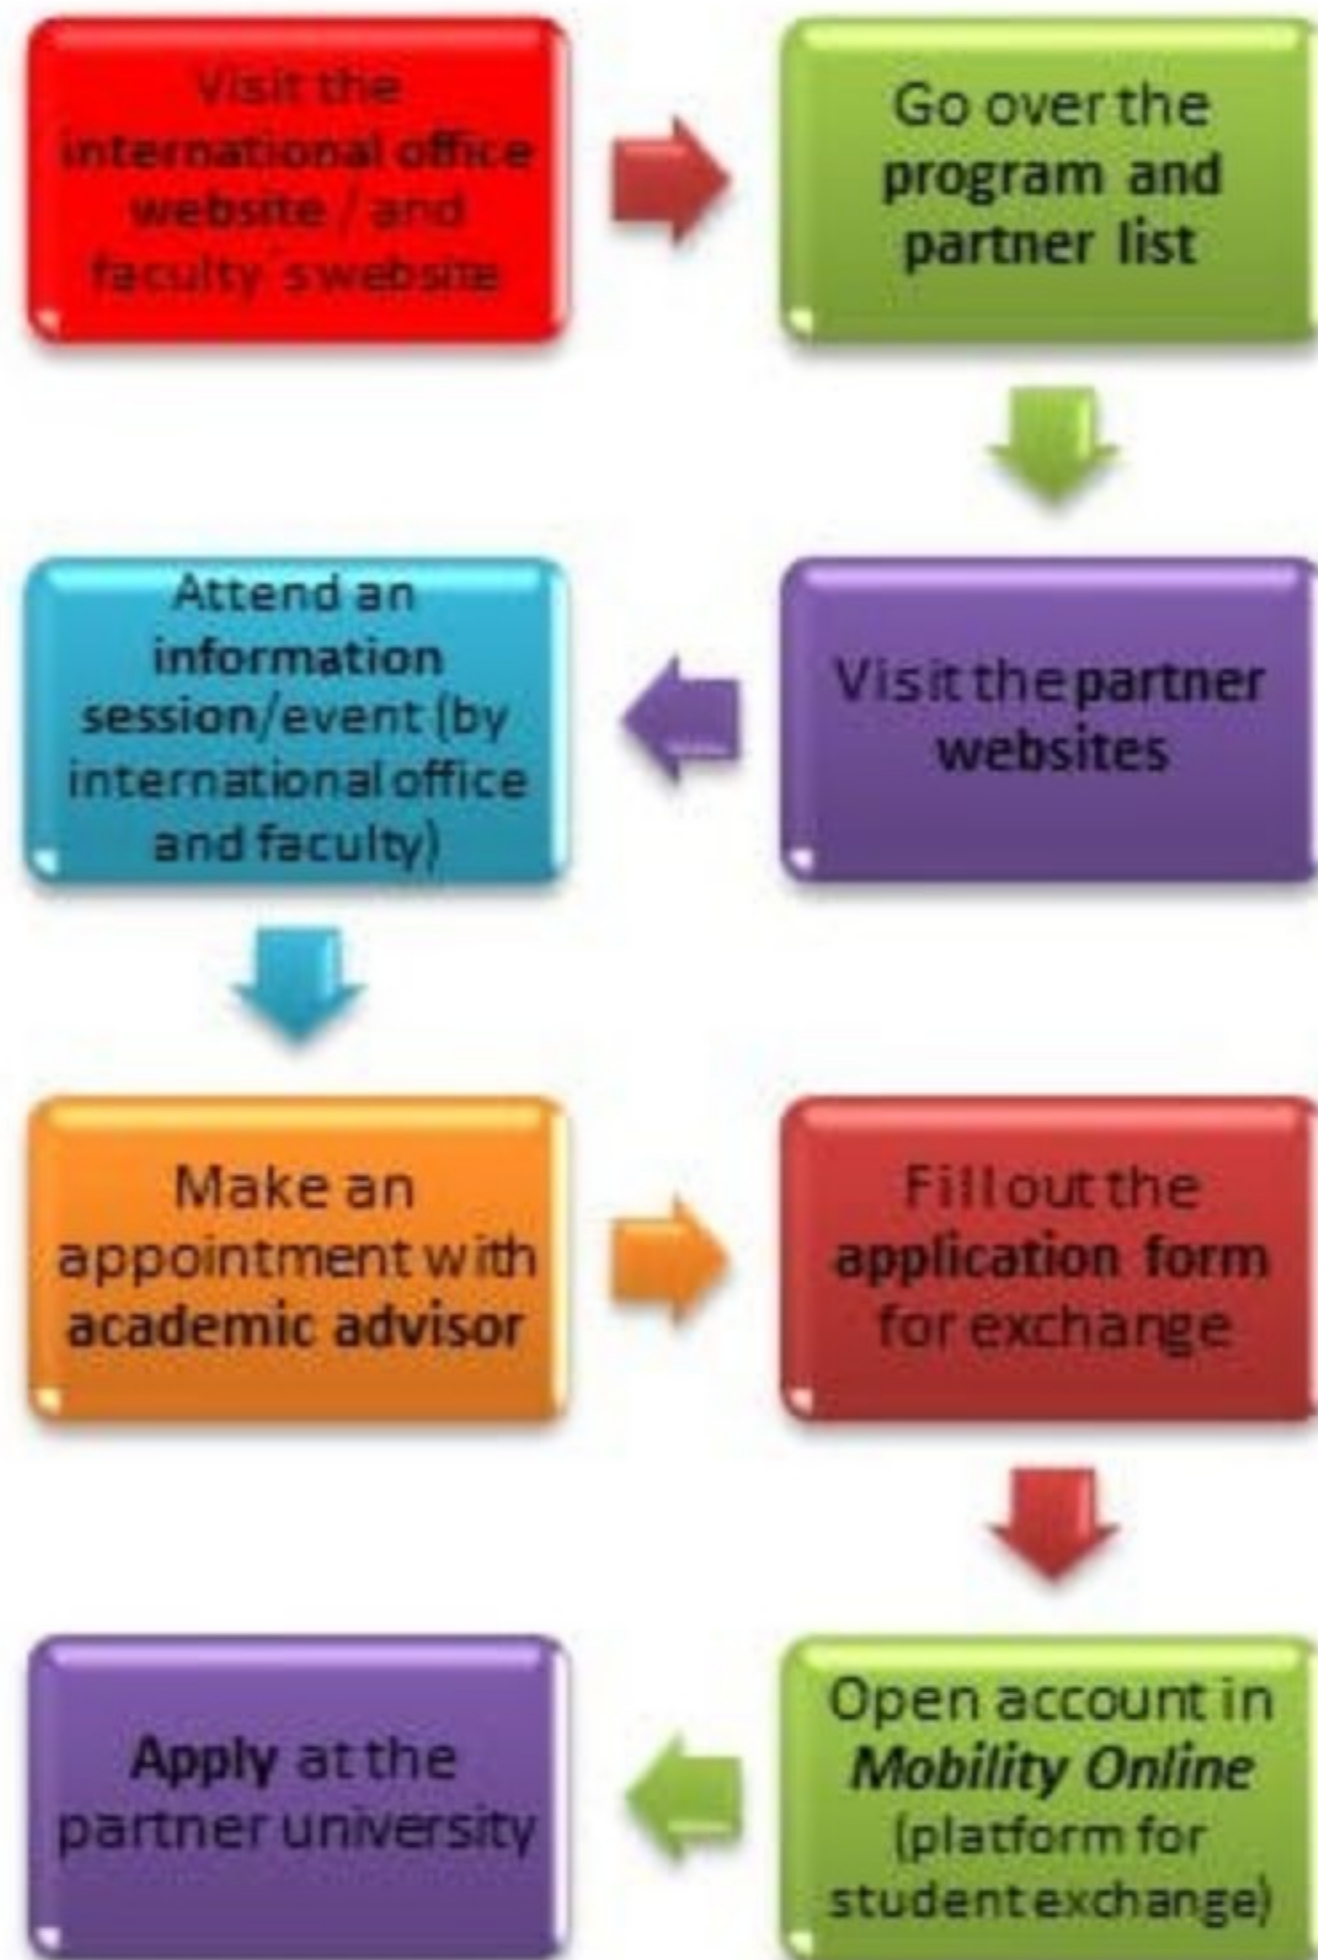 Visit the
international office
website / and
faculty´s website
Go over the
program and
partner list
Visit the partner
websites
Attend an
information
session/event (by
international office
and faculty)
Make an
appointment with
academic advisor
Fill out the
application form
for exchange
Open account in
Mobility Online
(platform for
student exchange)
Apply at the
partner university